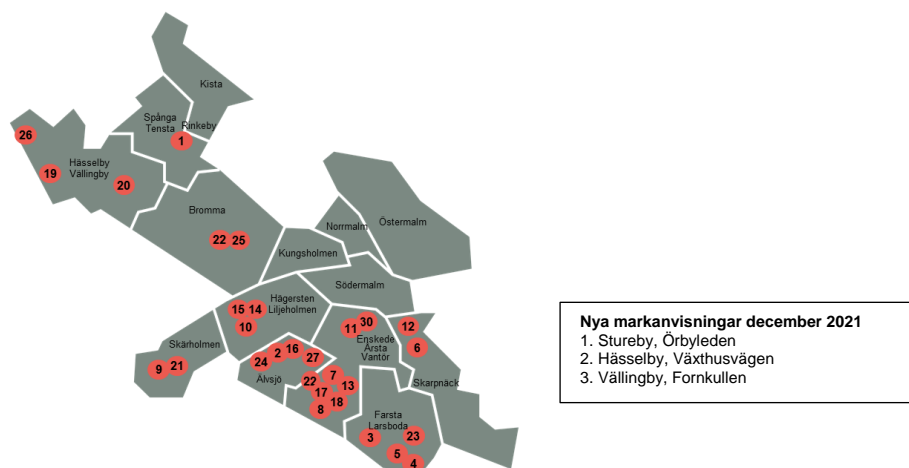 Kista
Spånga
Tensta
Rinkeby
1
26
19
Hässelby
Vällingby
20
Bromma
22
25
Östermalm
Norrmalm
Kungsholmen
Södermalm
Hägersten
Liljeholmen
15
14
10
Skärholmen
9
21
24
2
16
27
Älvsjö
11
30
Enskede
Årsta
Vantör
12
6
Skarpnäck
22
7
17
13
8
18
Farsta
Larsboda
3
23
5
4
Nya markanvisningar december 2021
1. Stureby, Örbyleden
2. Hässelby, Växthusvägen
3. Vällingby, Fornkullen